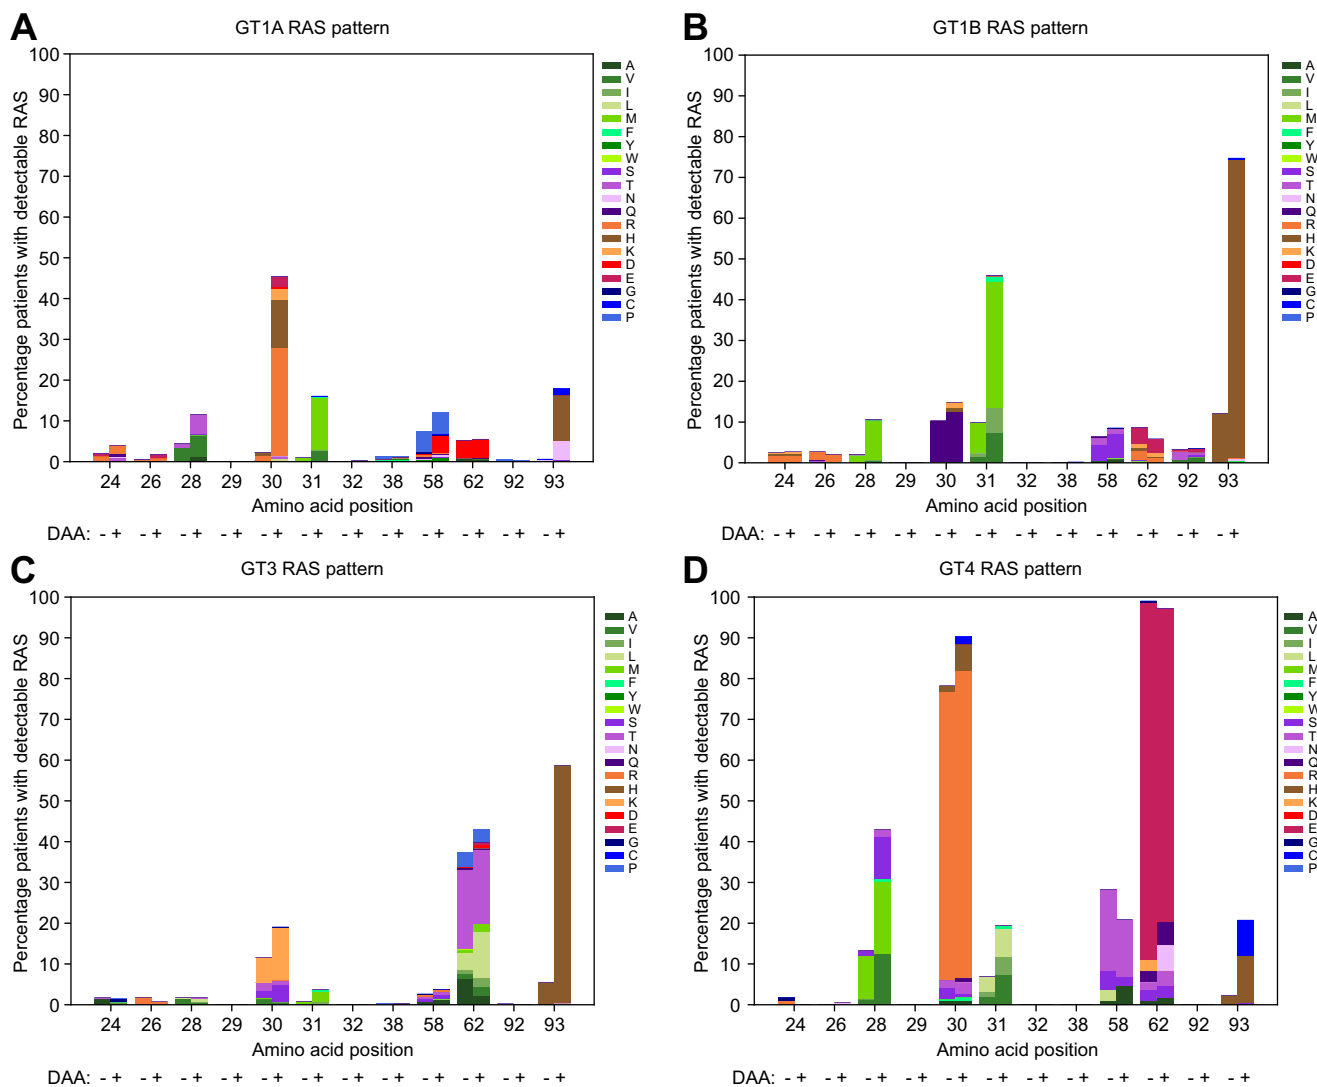 A
GT1A RAS pattern
Percentage patients with detectable RAS
100
90
80
70
60
50
40
30
20
10
0
24 26 28 29 30 31 32 38 58 62 92 93
Amino acid position
DAA: - + - + - + - + - + - + - + - + - + - + - + - +
A
V
I
L
M
F
Y
W
S
T
N
Q
R
H
K
D
E
G
C
P
B
GT1B RAS pattern
Percentage patients with detectable RAS
100
90
80
70
60
50
40
30
20
10
0
24 26 28 29 30 31 32 38 58 62 92 93
Amino acid position
DAA: - + - + - + - + - + - + - + - + - + - + - + - +
A
V
I
L
M
F
Y
W
S
T
N
Q
R
H
K
D
E
G
C
P
C
GT3 RAS pattern
Percentage patients with detectable RAS
100
90
80
70
60
50
40
30
20
10
0
24 26 28 29 30 31 32 38 58 62 92 93
Amino acid position
DAA: - + - + - + - + - + - + - + - + - + - + - + - +
A
V
I
L
M
F
Y
W
S
T
N
Q
R
H
K
D
E
G
C
P
D
GT4 RAS pattern
Percentage patients with detectable RAS
100
90
80
70
60
50
40
30
20
10
0
24 26 28 29 30 31 32 38 58 62 92 93
Amino acid position
DAA: - + - + - + - + - + - + - + - + - + - + - + - +
A
V
I
L
M
F
Y
W
S
T
N
Q
R
H
K
D
E
G
C
P